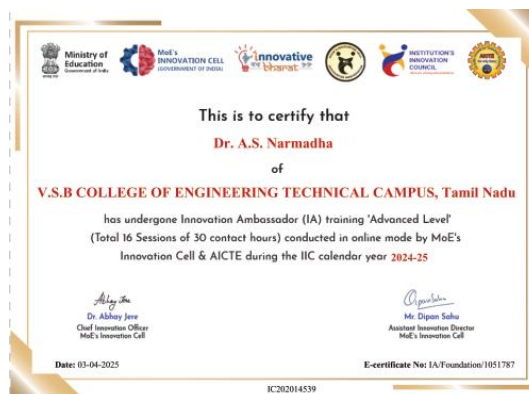 Ministry of
Education
Government of India
MoE's
INNOVATION CELL
(GOVERNMENT OF INDIA)
innovative
bharat
INSTITUTION'S
INNOVATION
COUNCIL
This is to certify that
Dr. A.S. Narmadha
of
V.S.B COLLEGE OF ENGINEERING TECHNICAL CAMPUS, Tamil Nadu
has undergone Innovation Ambassador (IA) training 'Advanced Level'
(Total 16 Sessions of 30 contact hours) conducted in online mode by MoE's
Innovation Cell & AICTE during the IIC calendar year 2024-25
Dr. Abhay Jere
Chief Innovation Officer
MoE's Innovation Cell
Mr. Dipan Sahu
Assistant Innovation Director
MoE's Innovation Cell
Date: 03-04-2025
E-certificate No: IA/Foundation/1051787
IC202014539